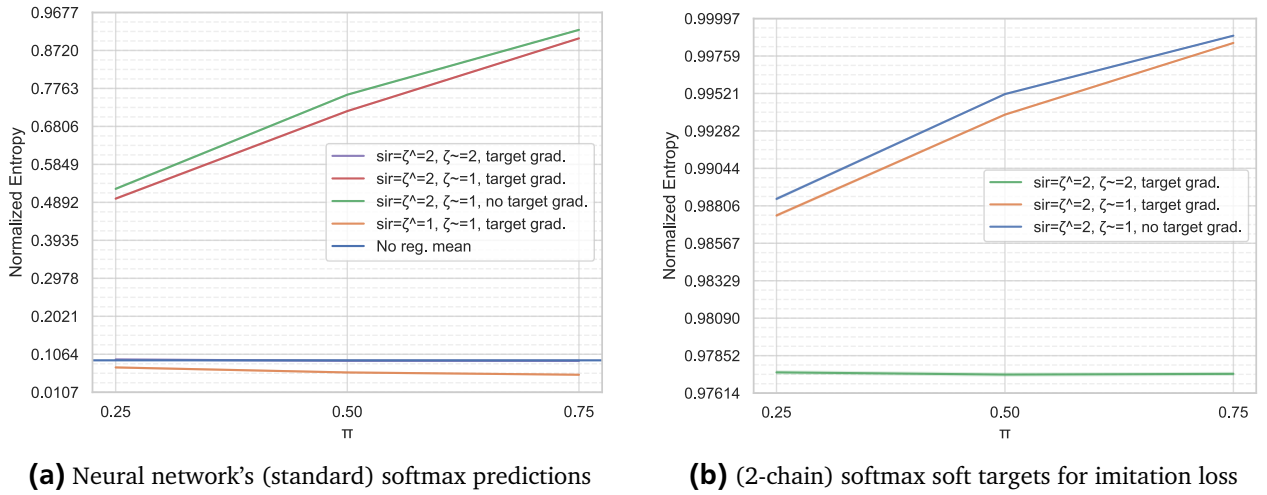 0.9677
0.8720
0.7763
0.6806
0.5849
0.4892
0.3935
0.2978
0.2021
0.1064
0.0107
Normalized Entropy
sir=ζ^=2, ζ~=2, target grad.
sir=ζ^=2, ζ~=1, target grad.
sir=ζ^=2, ζ~=1, no target grad.
sir=ζ^=1, ζ~=1, target grad.
No reg. mean
0.25 0.50 0.75
π
(a) Neural network's (standard) softmax predictions
0.99997
0.99759
0.99521
0.99282
0.99044
0.98806
0.98567
0.98329
0.98090
0.97852
0.97614
Normalized Entropy
sir=ζ^=2, ζ~=2, target grad.
sir=ζ^=2, ζ~=1, target grad.
sir=ζ^=2, ζ~=1, no target grad.
0.25 0.50 0.75
π
(b) (2-chain) softmax soft targets for imitation loss